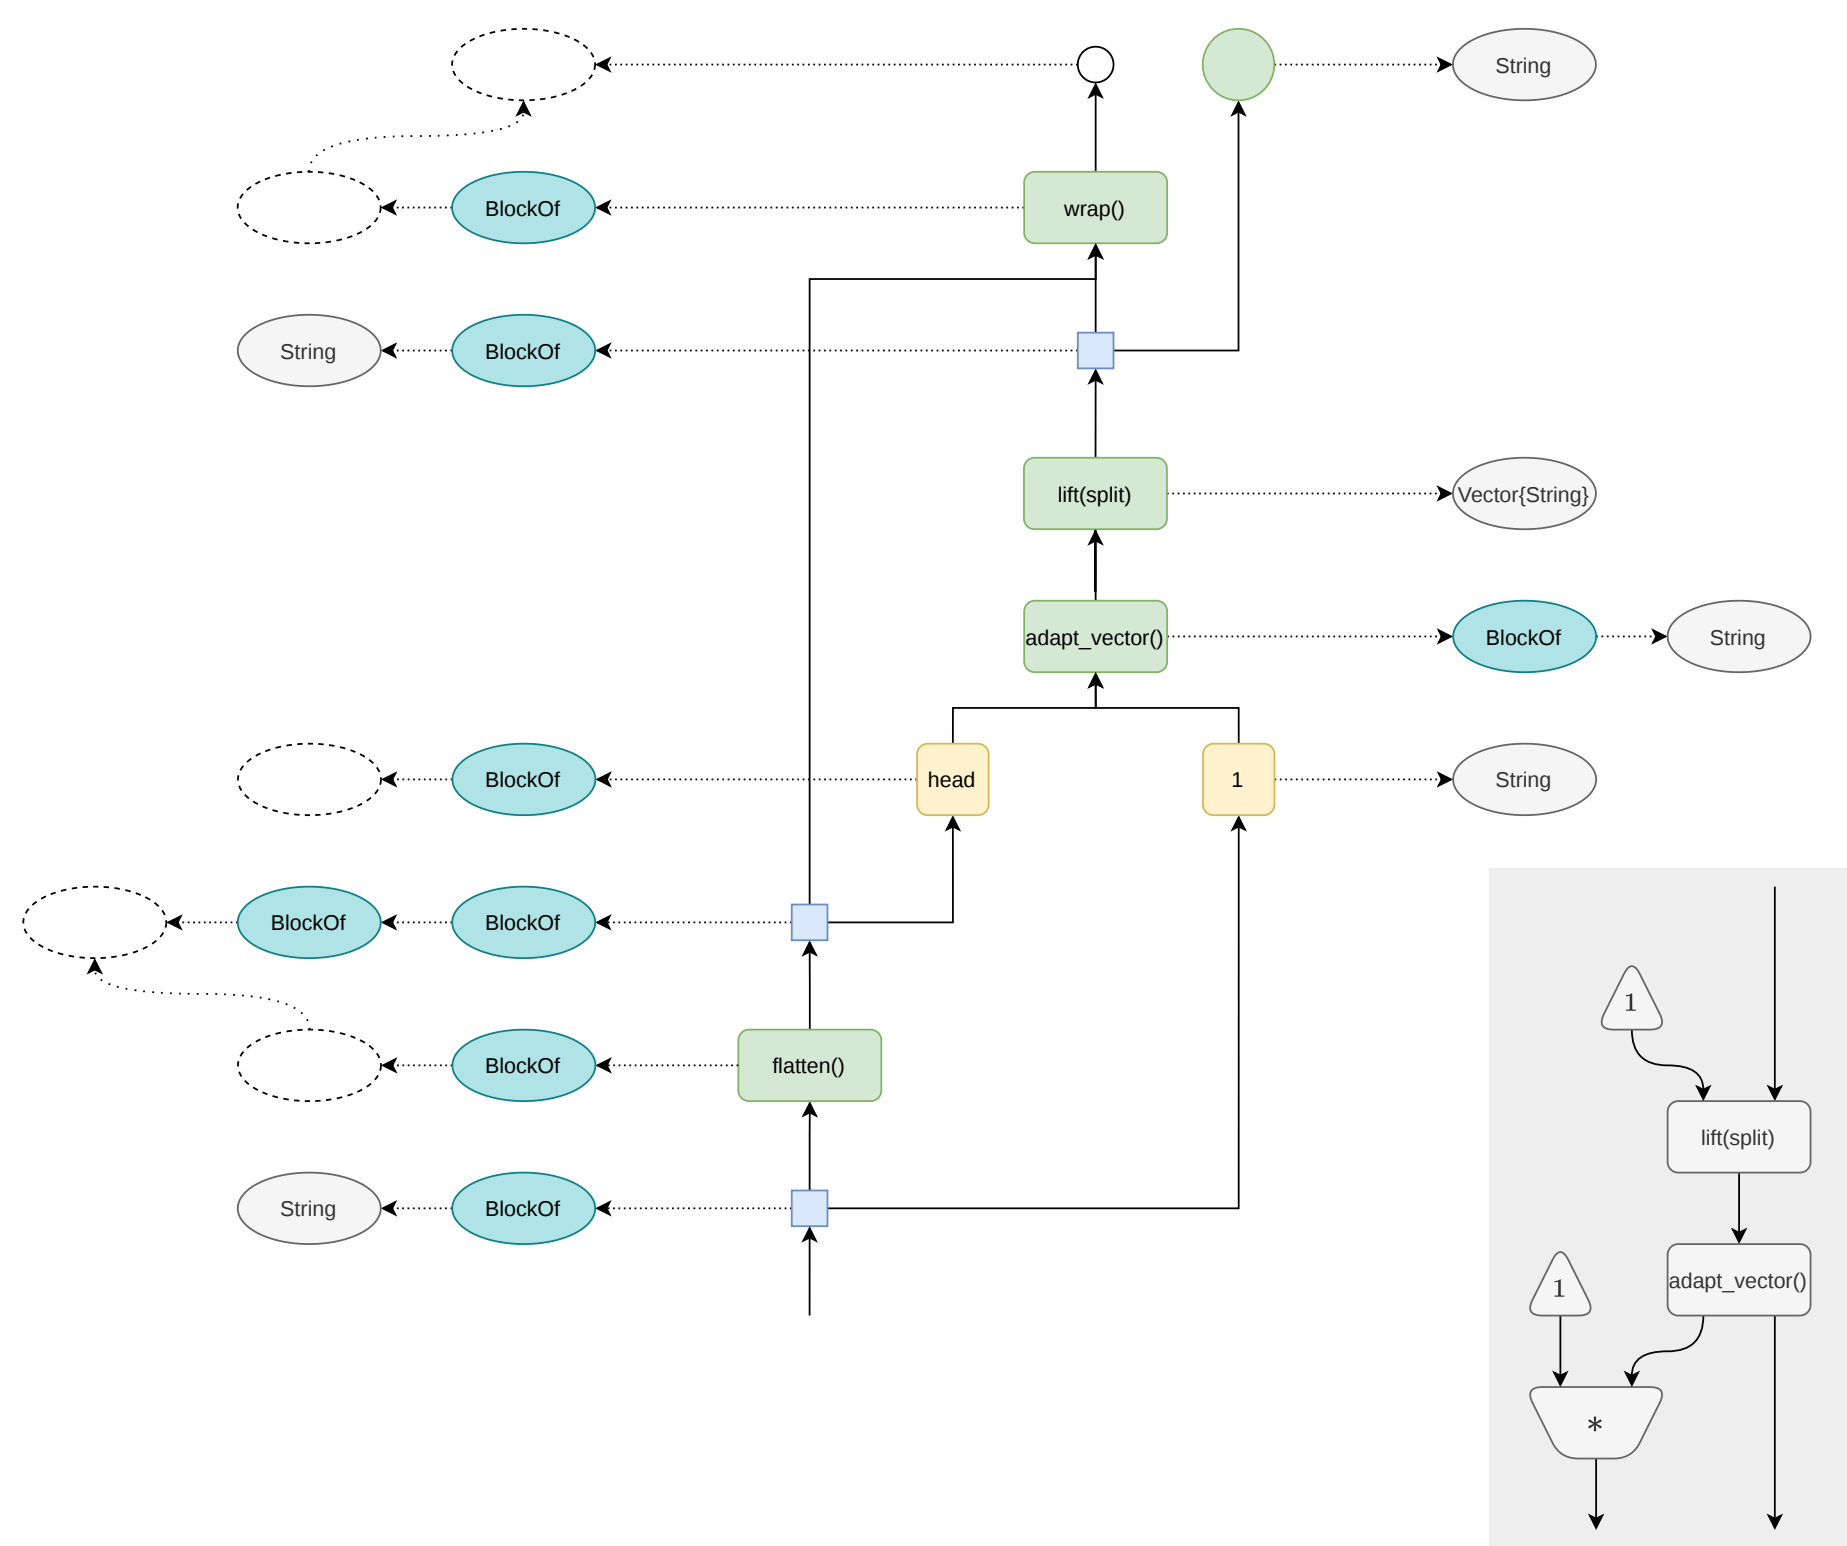 String
BlockOf
wrap()
String
BlockOf
lift(split)
Vector{String}
adapt_vector()
BlockOf
String
BlockOf
head
1
String
BlockOf
BlockOf
1
BlockOf
flatten()
lift(split)
String
BlockOf
1
adapt_vector()
*